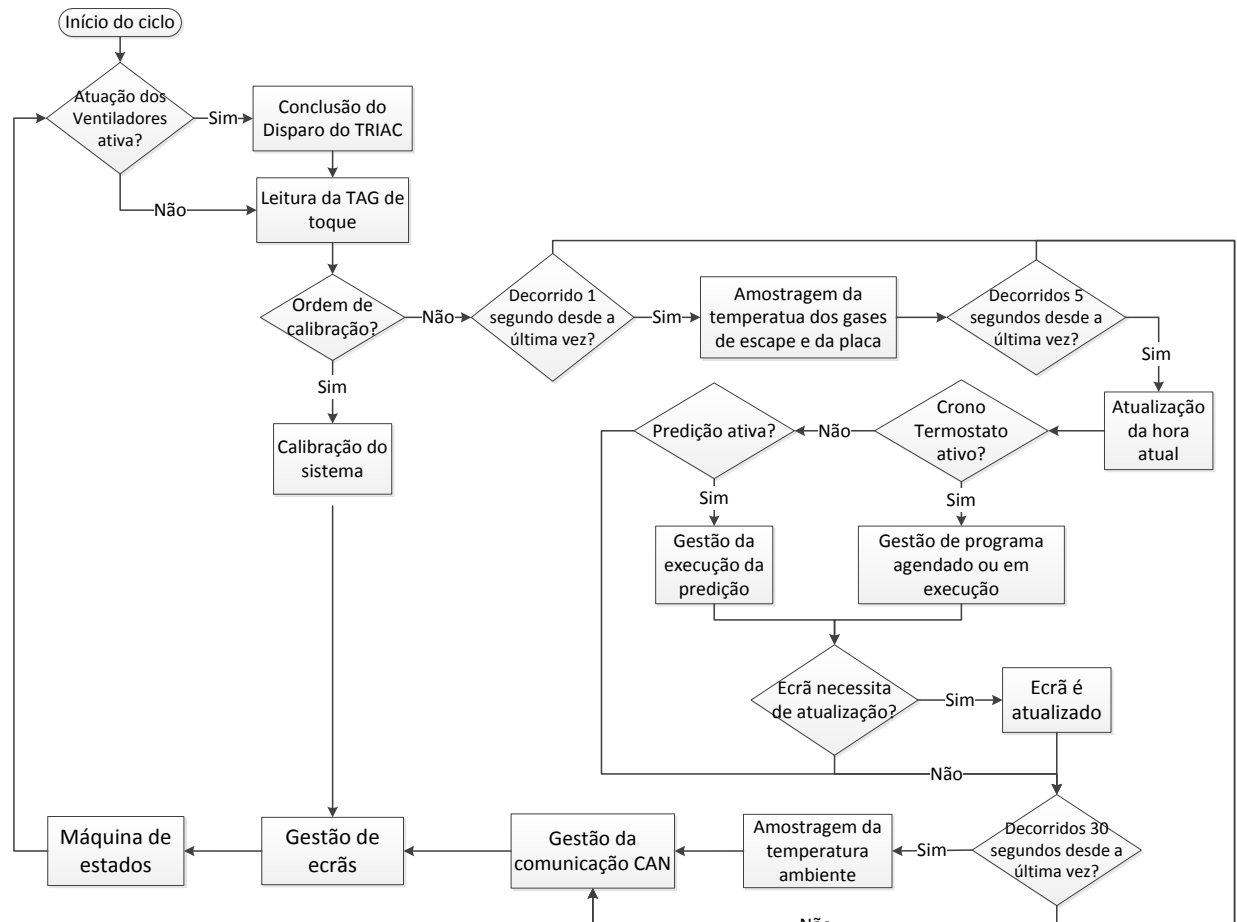 Início do ciclo
Atuação dos
Ventiladores
ativa?
Sim
Conclusão do
Disparo do TRIAC
Não
Leitura da TAG de
toque
Ordem de
calibração?
Não
Decorrido 1
segundo desde a
última vez?
Sim
Amostragem da
temperatua dos gases
de escape e da placa
Decorridos 5
segundos desde a
última vez?
Sim
Sim
Calibração do
sistema
Atualização
da hora
atual
Crono
Termostato
ativo?
Não
Predição ativa?
Sim
Sim
Gestão da
execução da
predição
Gestão de programa
agendado ou em
execução
Ecrã necessita
de atualização?
Sim
Ecrã é
atualizado
Não
Decorridos 30
segundos desde a
última vez?
Sim
Amostragem da
temperatura
ambiente
Gestão da
comunicação CAN
Gestão de
ecrãs
Máquina de
estados
Não